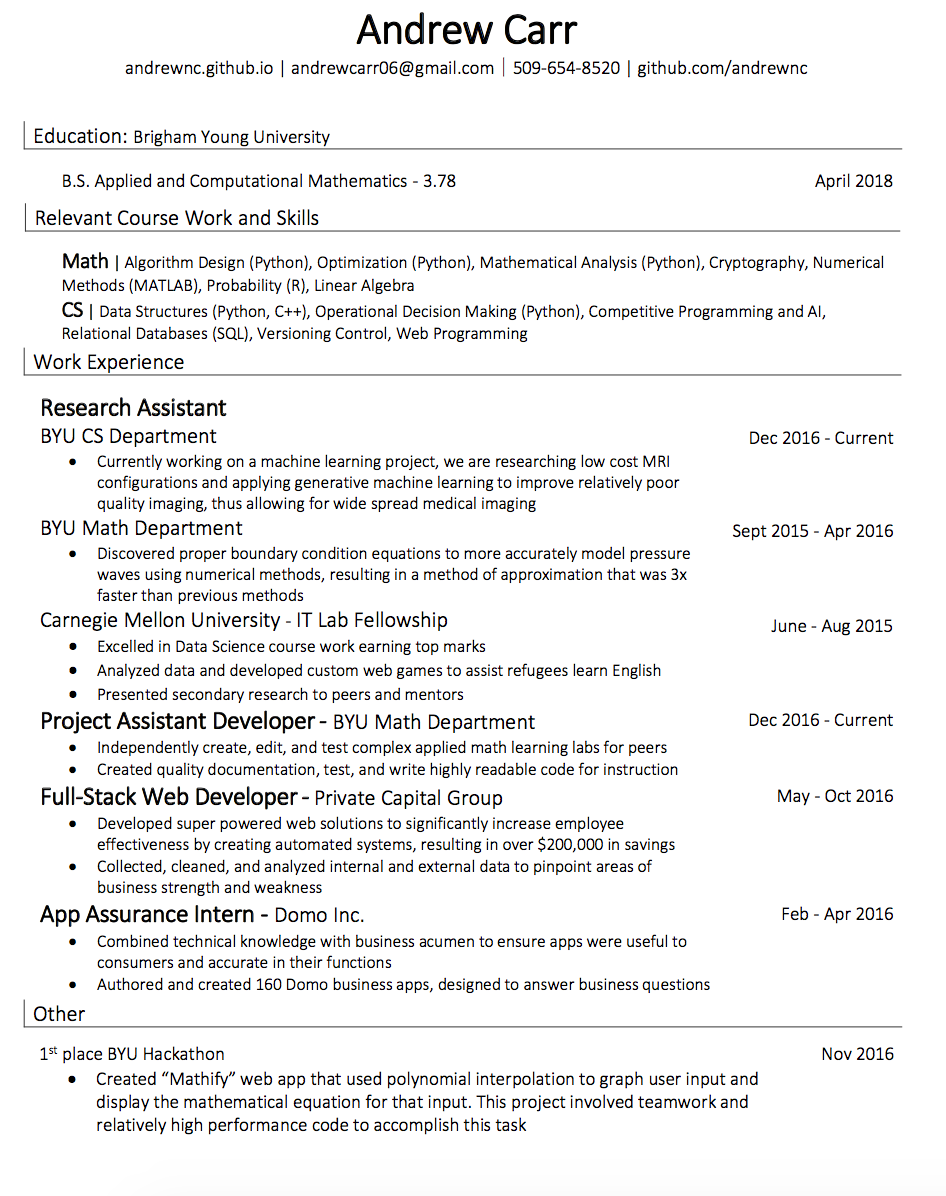 Andrew Carr
andrewnc.github.io | andrewcarr06@gmail.com | 509-654-8520 | github.com/andrewnc
Education: Brigham Young University
B.S. Applied and Computational Mathematics - 3.78 April 2018
Relevant Course Work and Skills
Math | Algorithm Design (Python), Optimization (Python), Mathematical Analysis (Python), Cryptography, Numerical
Methods (MATLAB), Probability (R), Linear Algebra
CS | Data Structures (Python, C++), Operational Decision Making (Python), Competitive Programming and AI,
Relational Databases (SQL), Versioning Control, Web Programming
Work Experience
Research Assistant
BYU CS Department Dec 2016 - Current
• Currently working on a machine learning project, we are researching low cost MRI
configurations and applying generative machine learning to improve relatively poor
quality imaging, thus allowing for wide spread medical imaging
BYU Math Department Sept 2015 - Apr 2016
• Discovered proper boundary condition equations to more accurately model pressure
waves using numerical methods, resulting in a method of approximation that was 3x
faster than previous methods
Carnegie Mellon University - IT Lab Fellowship June - Aug 2015
• Excelled in Data Science course work earning top marks
• Analyzed data and developed custom web games to assist refugees learn English
• Presented secondary research to peers and mentors
Project Assistant Developer - BYU Math Department Dec 2016 - Current
• Independently create, edit, and test complex applied math learning labs for peers
• Created quality documentation, test, and write highly readable code for instruction
Full-Stack Web Developer - Private Capital Group May - Oct 2016
• Developed super powered web solutions to significantly increase employee
effectiveness by creating automated systems, resulting in over $200,000 in savings
• Collected, cleaned, and analyzed internal and external data to pinpoint areas of
business strength and weakness
App Assurance Intern - Domo Inc. Feb - Apr 2016
• Combined technical knowledge with business acumen to ensure apps were useful to
consumers and accurate in their functions
• Authored and created 160 Domo business apps, designed to answer business questions
Other
1st place BYU Hackathon Nov 2016
• Created “Mathify” web app that used polynomial interpolation to graph user input and
display the mathematical equation for that input. This project involved teamwork and
relatively high performance code to accomplish this task